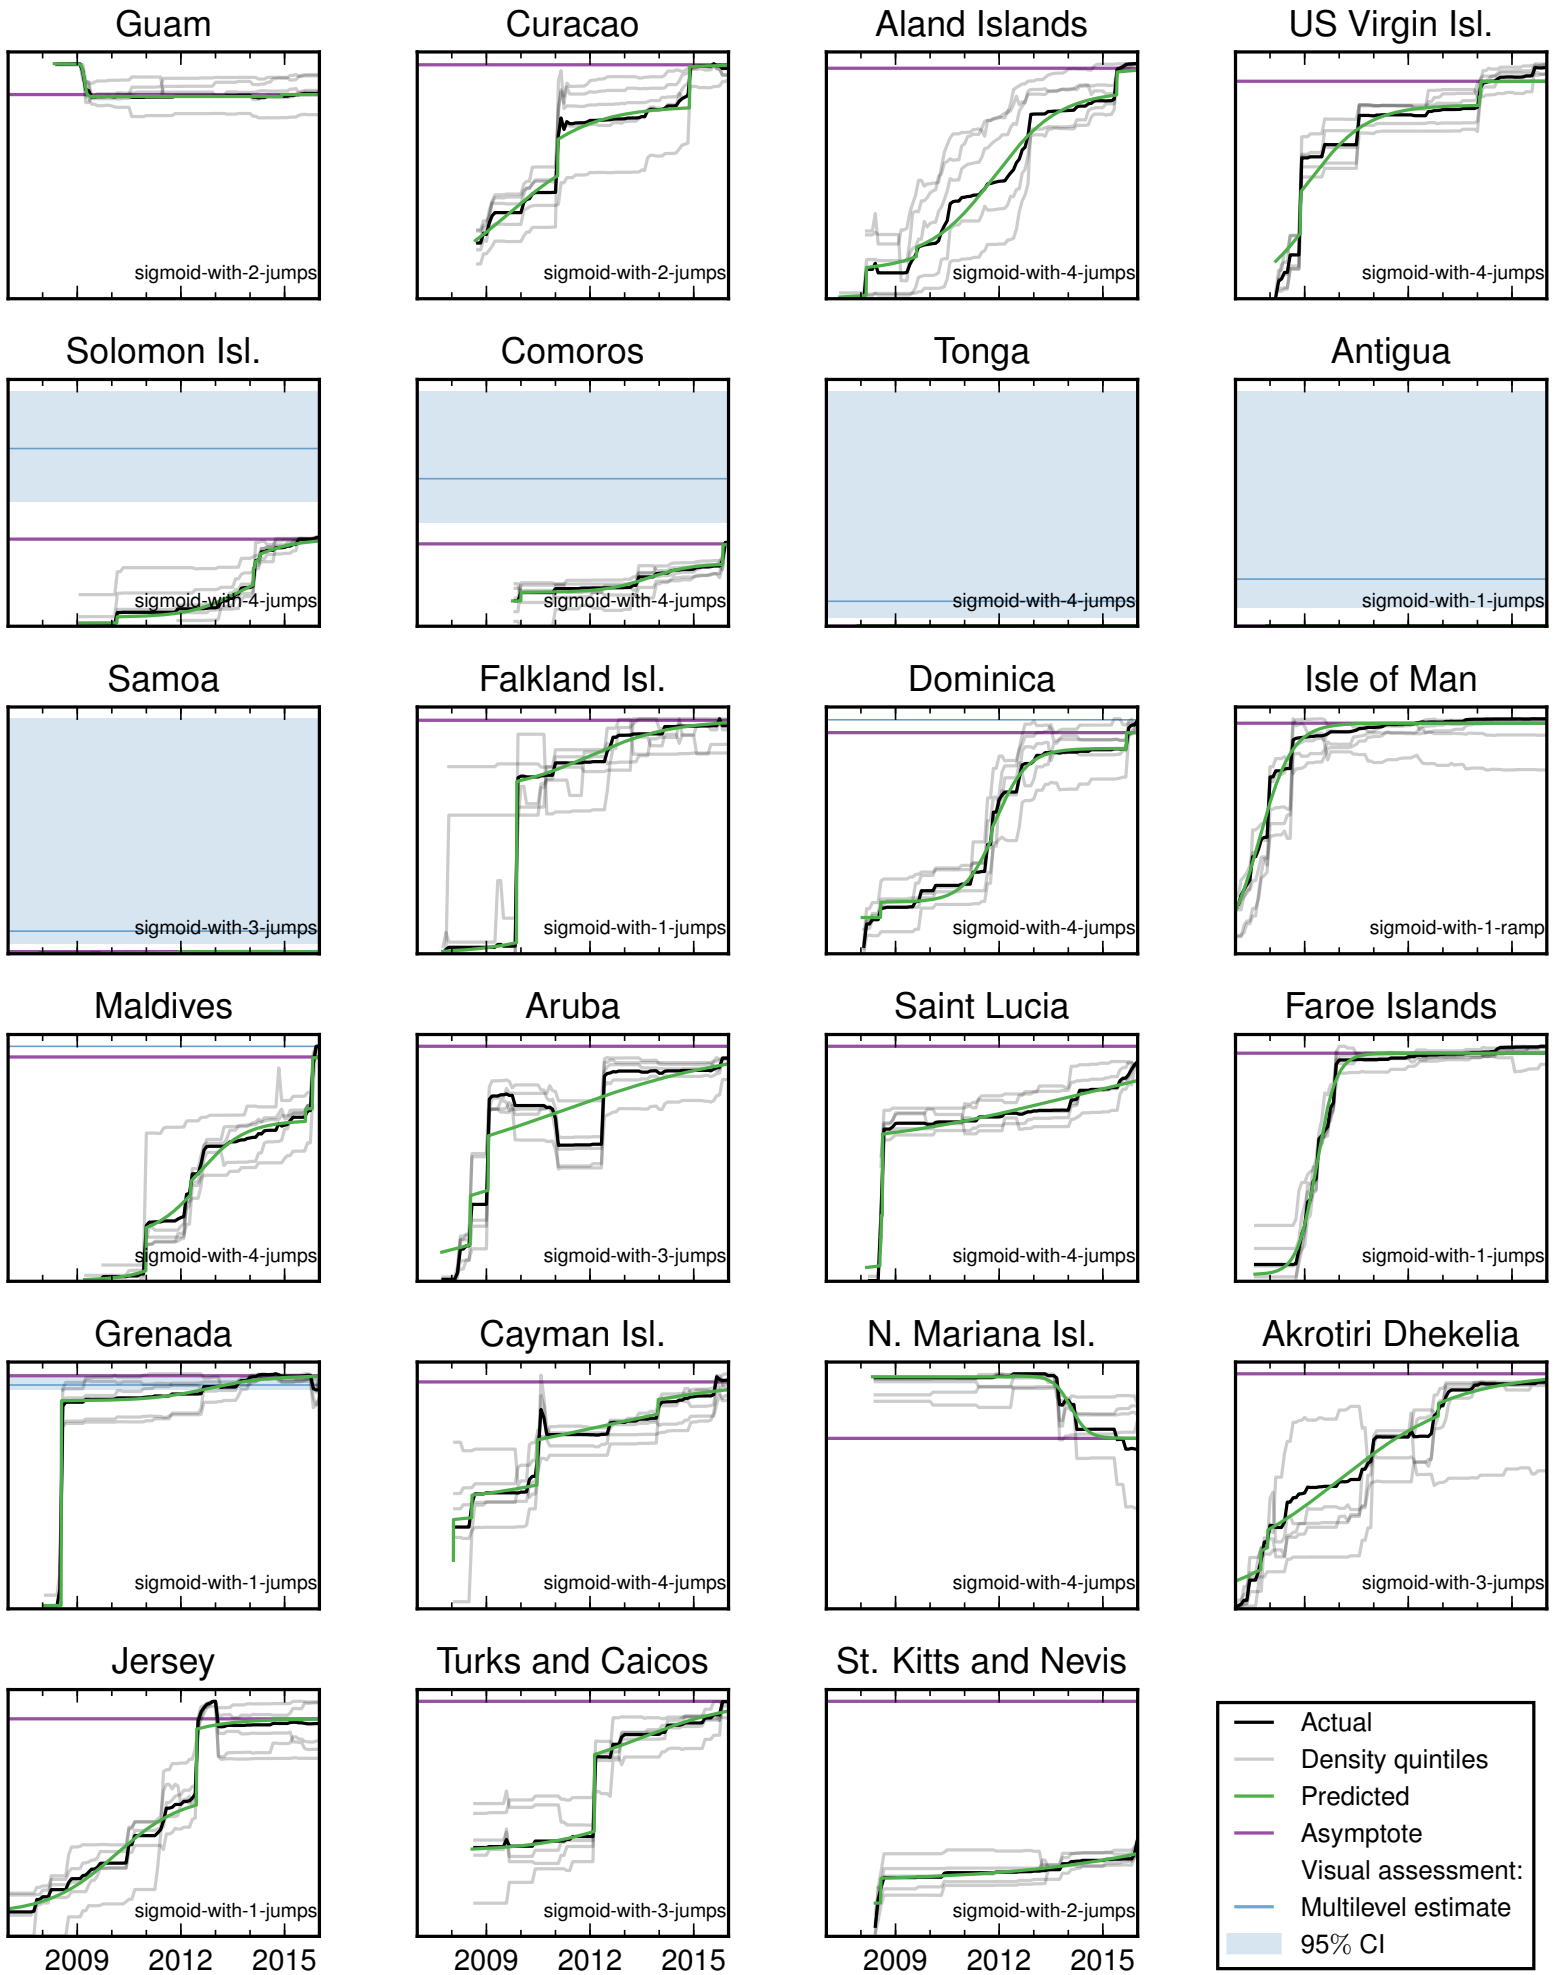 Guam
Curacao
Aland Islands
US Virgin Isl.
sigmoid-with-2-jumps
sigmoid-with-2-jumps
sigmoid-with-4-jumps
sigmoid-with-4-jumps
Solomon Isl.
Comoros
Tonga
Antigua
sigmoid-with-4-jumps
sigmoid-with-4-jumps
sigmoid-with-4-jumps
sigmoid-with-1-jumps
Samoa
Falkland Isl.
Dominica
Isle of Man
sigmoid-with-3-jumps
sigmoid-with-1-jumps
sigmoid-with-4-jumps
sigmoid-with-1-ramp
Maldives
Aruba
Saint Lucia
Faroe Islands
sigmoid-with-4-jumps
sigmoid-with-3-jumps
sigmoid-with-4-jumps
sigmoid-with-1-jumps
Grenada
Cayman Isl.
N. Mariana Isl.
Akrotiri Dhekelia
sigmoid-with-1-jumps
sigmoid-with-4-jumps
sigmoid-with-4-jumps
sigmoid-with-3-jumps
Jersey
Turks and Caicos
St. Kitts and Nevis
sigmoid-with-1-jumps
sigmoid-with-3-jumps
sigmoid-with-2-jumps
2009 2012 2015
2009 2012 2015
2009 2012 2015
Actual
Density quintiles
Predicted
Asymptote
Visual assessment:
Multilevel estimate
95% CI